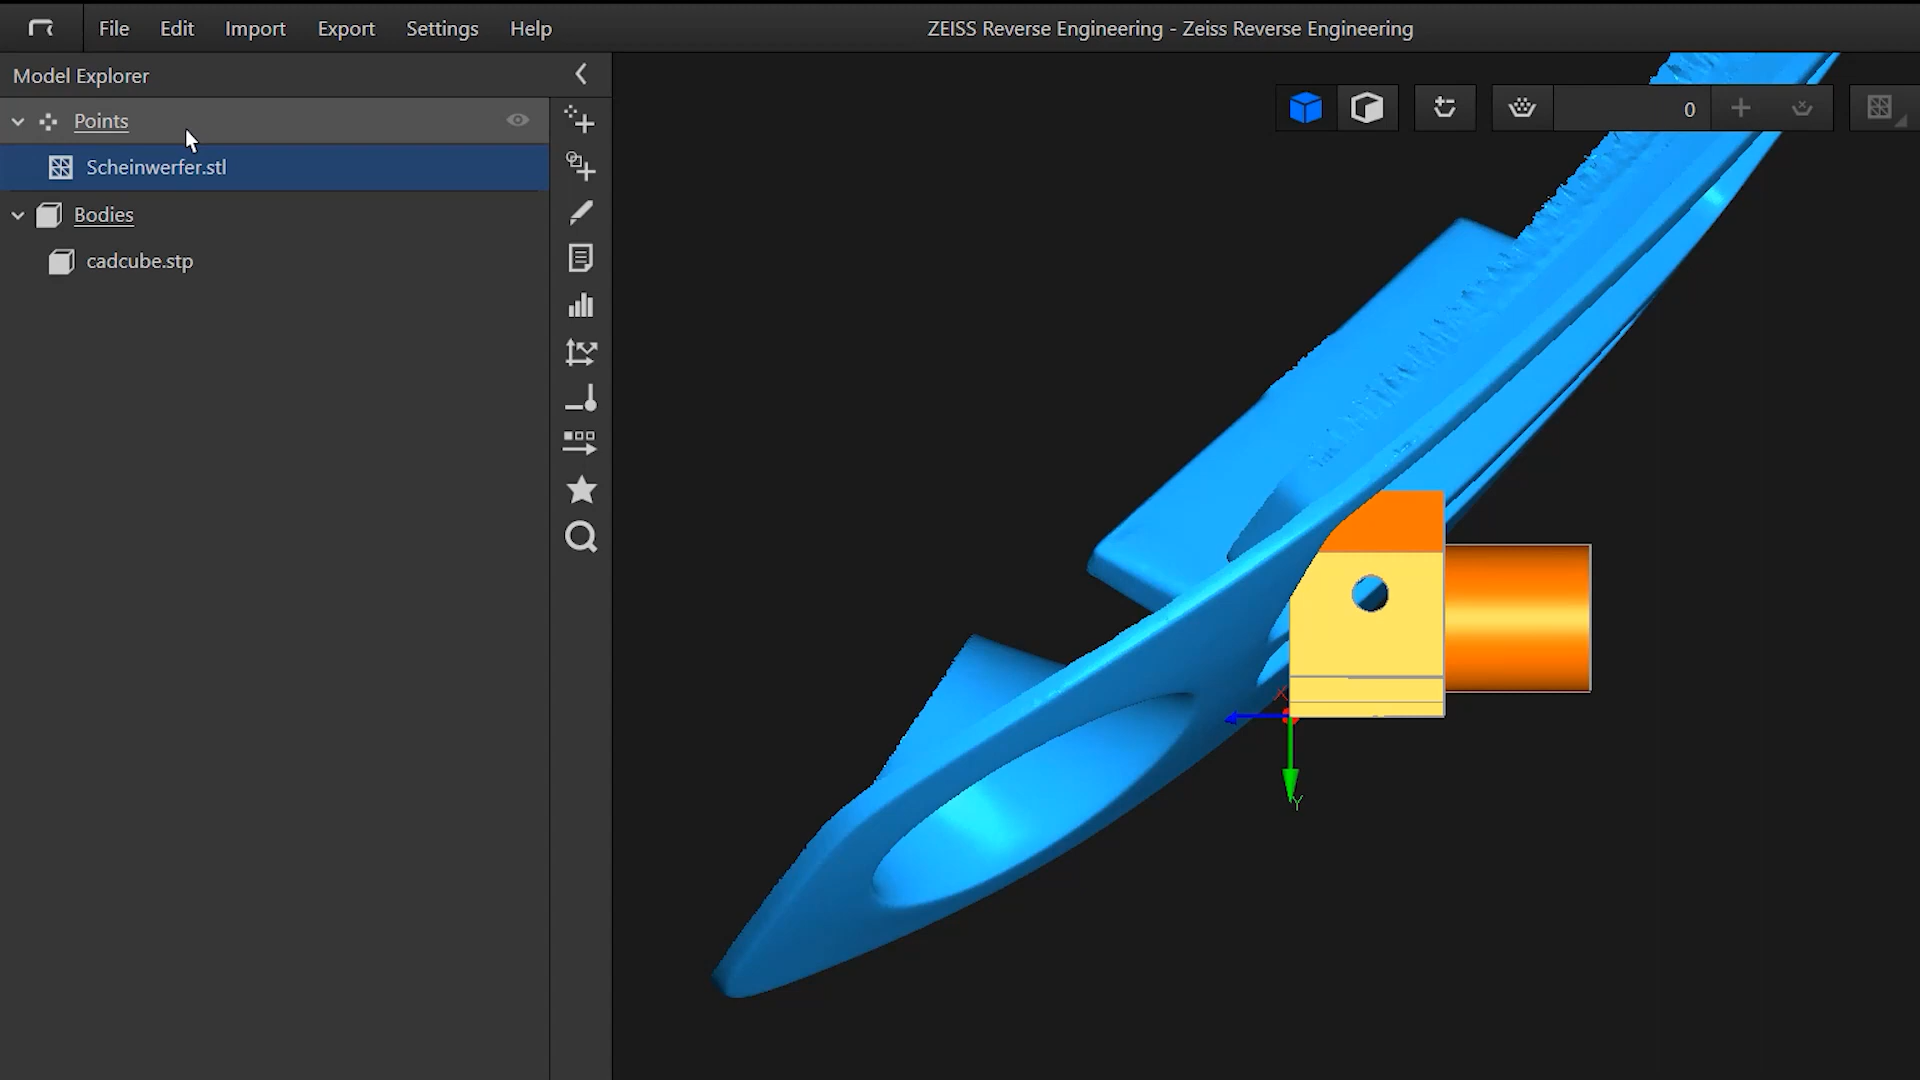 File Edit Import Export Settings Help
ZEISS Reverse Engineering - Zeiss Reverse Engineering
Model Explorer
Points
Scheinwerfer.stl
Bodies
cadcube.stp
0
X
Y